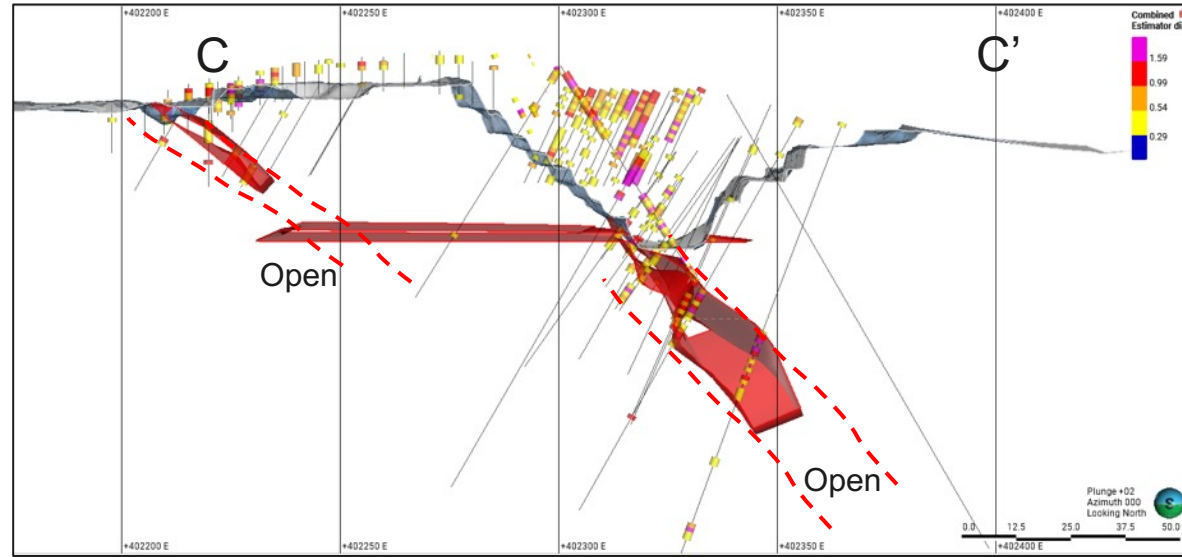 +402200 E
+402250 E
+402300 E
+402350 E
+402400 E
Combined
Estimator di
C
C’
1.59
0.99
0.54
0.29
Open
Open
Plunge +02
Azimuth 000
Looking North
0.0 12.5 25.0 37.5 50.0
+402200 E
+402250 E
+402300 E
+402350 E
+402400 E